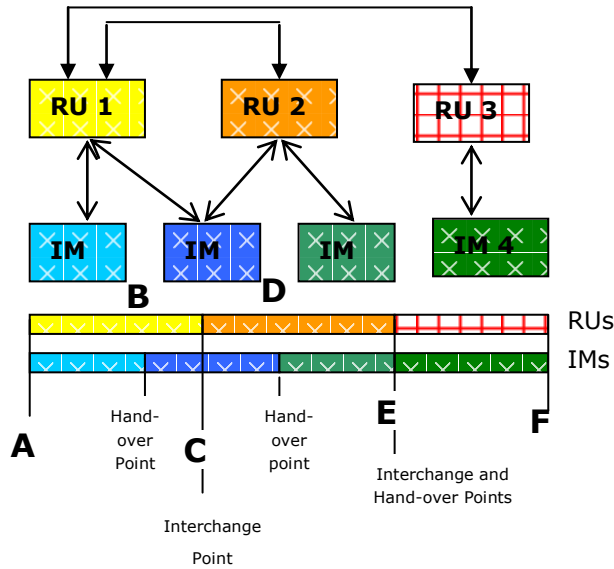 RU 1
RU 2
RU 3
IM
IM
IM
IM 4
B
D
RUs
IMs
A
Hand-
over
Point
C
Hand-
over
point
E
F
Interchange and
Hand-over Points
Interchange
Point